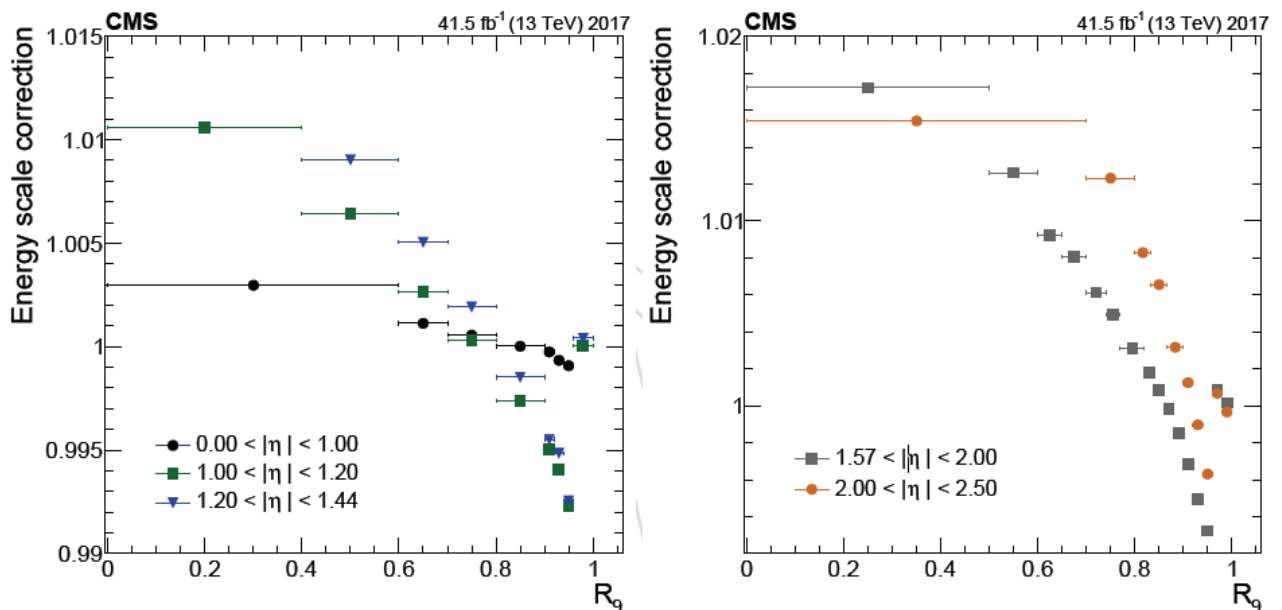 CMS
41.5 fb⁻¹ (13 TeV) 2017
Energy scale correction
1.015
1.01
1.005
1
0.995
0.99
0.00 < |η| < 1.00
1.00 < |η| < 1.20
1.20 < |η| < 1.44
0 0.2 0.4 0.6 0.8 1
R₉
CMS
41.5 fb⁻¹ (13 TeV) 2017
Energy scale correction
1.02
1.01
1
1.57 < |η| < 2.00
2.00 < |η| < 2.50
0 0.2 0.4 0.6 0.8 1
R₉